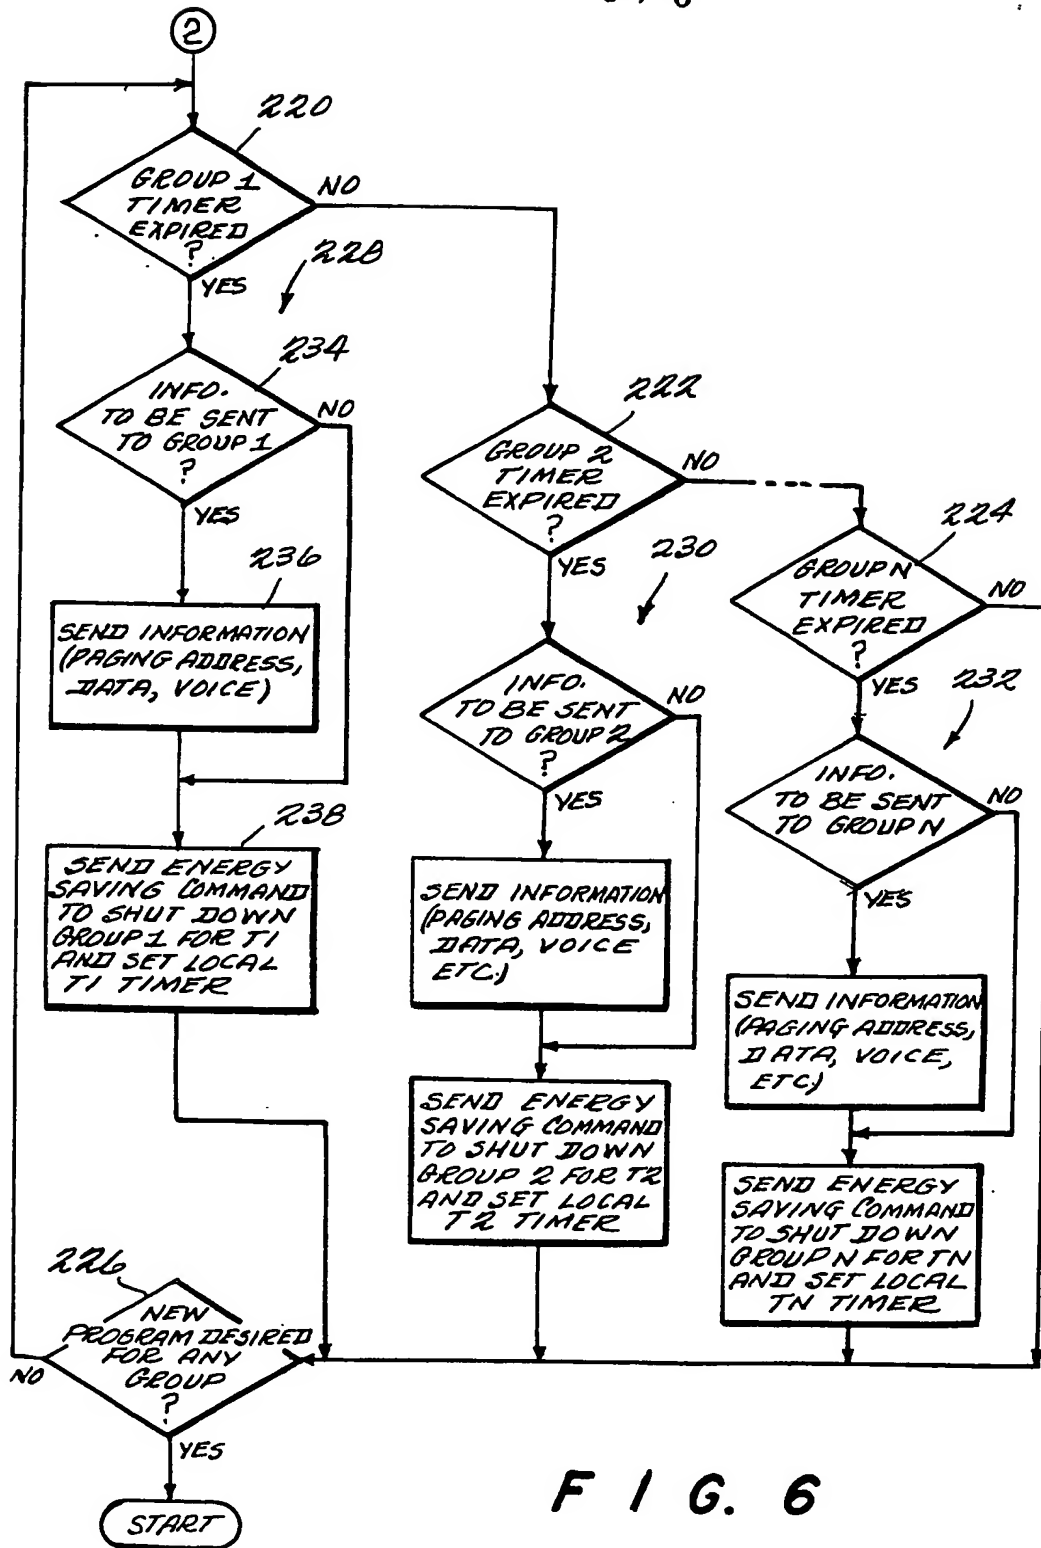 2
220
GROUP 1
TIMER
EXPIRED
?
NO
YES
228
234
INFO.
TO BE SENT
TO GROUP 1
?
NO
YES
236
SEND INFORMATION
(PAGING ADDRESS,
DATA, VOICE)
238
SEND ENERGY
SAVING COMMAND
TO SHUT DOWN
GROUP 1 FOR T1
AND SET LOCAL
T1 TIMER
222
GROUP 2
TIMER
EXPIRED
?
NO
YES
230
INFO.
TO BE SENT
TO GROUP 2
?
NO
YES
SEND INFORMATION
(PAGING ADDRESS,
DATA, VOICE
ETC.)
SEND ENERGY
SAVING COMMAND
TO SHUT DOWN
GROUP 2 FOR T2
AND SET LOCAL
T2 TIMER
224
GROUP N
TIMER
EXPIRED
?
NO
YES
232
INFO.
TO BE SENT
TO GROUP N
?
NO
YES
SEND INFORMATION
(PAGING ADDRESS,
DATA, VOICE,
ETC.)
SEND ENERGY
SAVING COMMAND
TO SHUT DOWN
GROUP N FOR TN
AND SET LOCAL
TN TIMER
226
NEW
PROGRAM DESIRED
FOR ANY
GROUP
?
NO
YES
START
FIG. 6